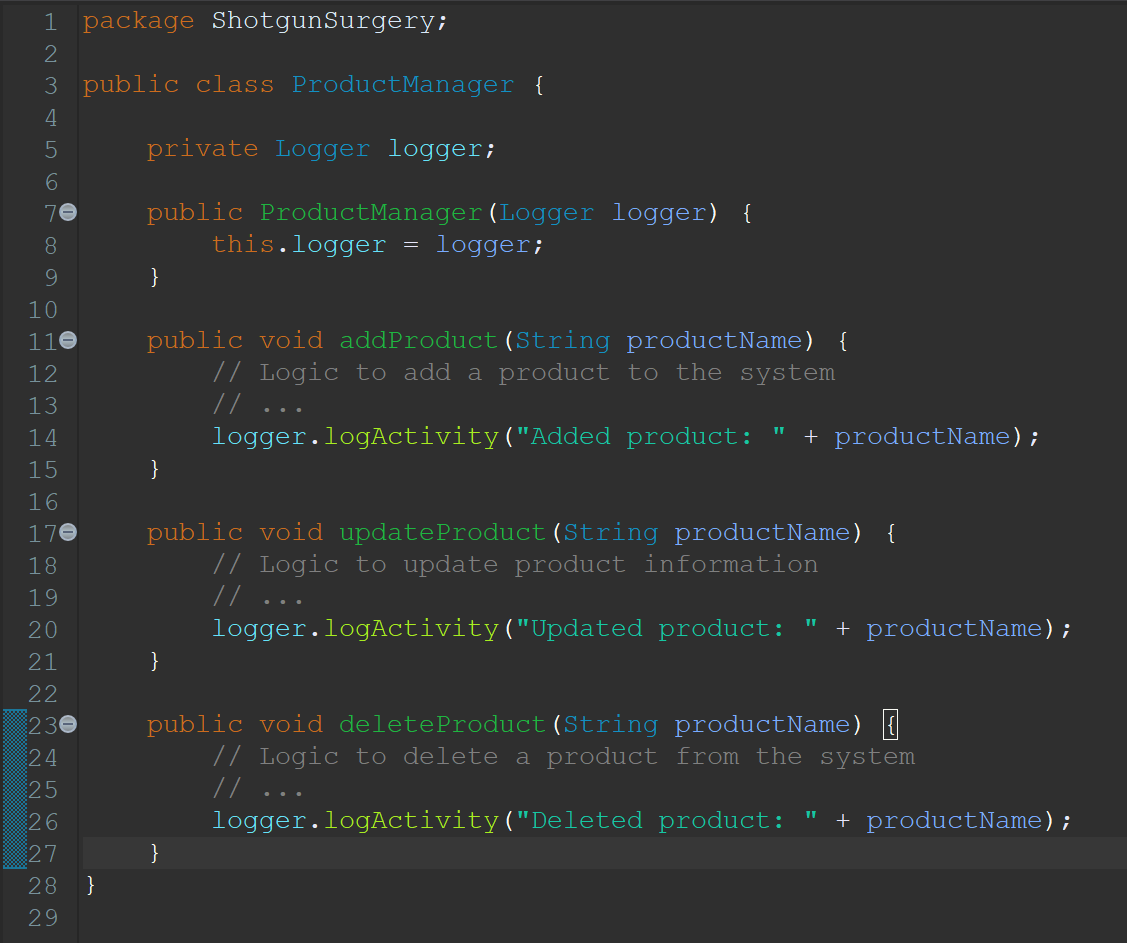 1 package ShotgunSurgery;
2
3 public class ProductManager {
4
5     private Logger logger;
6
7     public ProductManager(Logger logger) {
8         this.logger = logger;
9     }
10
11     public void addProduct(String productName) {
12         // Logic to add a product to the system
13         // ...
14         logger.logActivity("Added product: " + productName);
15     }
16
17     public void updateProduct(String productName) {
18         // Logic to update product information
19         // ...
20         logger.logActivity("Updated product: " + productName);
21     }
22
23     public void deleteProduct(String productName) {
24         // Logic to delete a product from the system
25         // ...
26         logger.logActivity("Deleted product: " + productName);
27     }
28 }
29